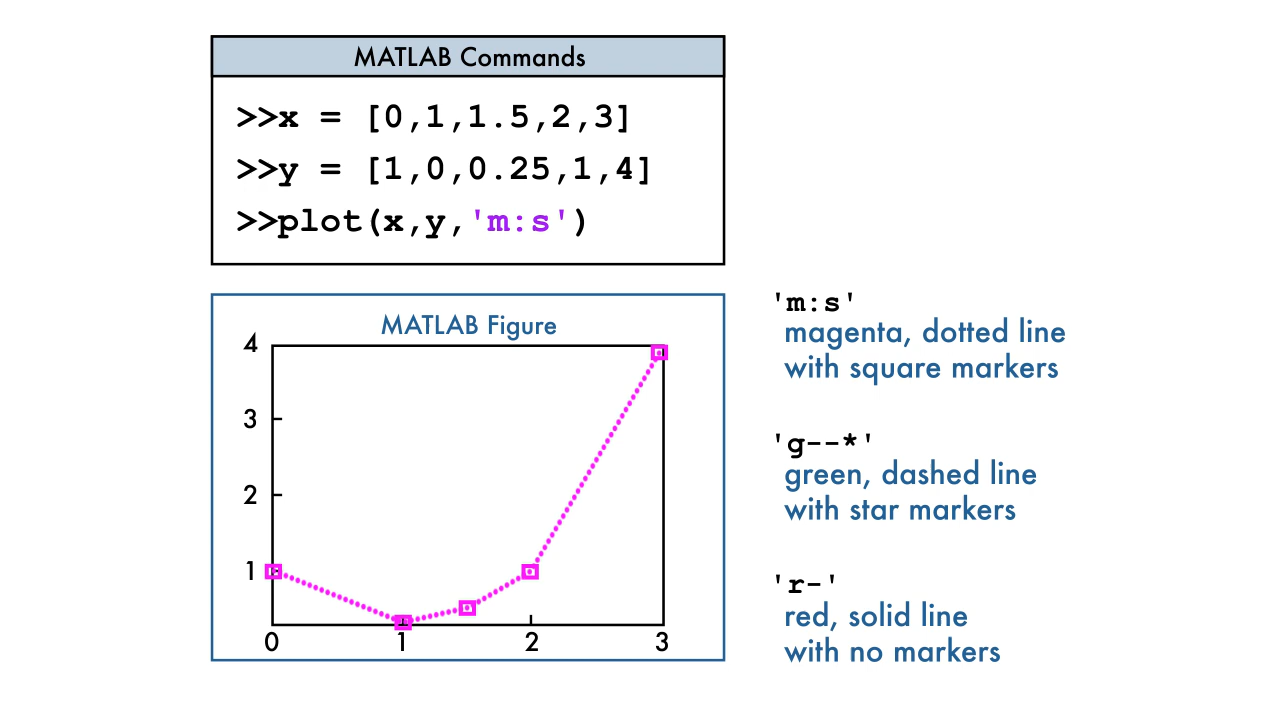 MATLAB Commands
>>x = [0,1,1.5,2,3]
>>y = [1,0,0.25,1,4]
>>plot(x,y,'m:s')
MATLAB Figure
4
3
2
1
0 1 2 3
'm:s'
magenta, dotted line
with square markers
'g--*'
green, dashed line
with star markers
'r-'
red, solid line
with no markers